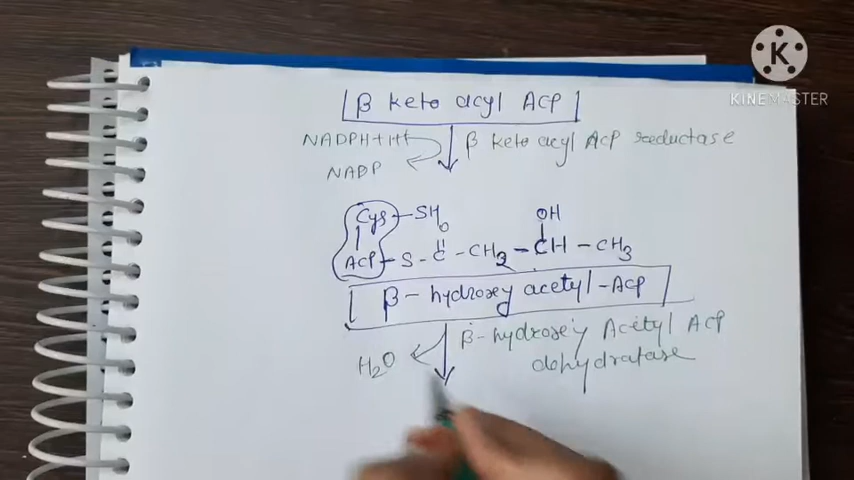 K
KINEMASTER
β keto acyl ACP
NADPH+H+ β keto acyl ACP reductase
NADP
Cys-SH
O OH
ACP-S-C-CH2-CH-CH3
β-hydroxy acetyl-ACP
β-hydroxy Acetyl ACP
H2O dehydratase